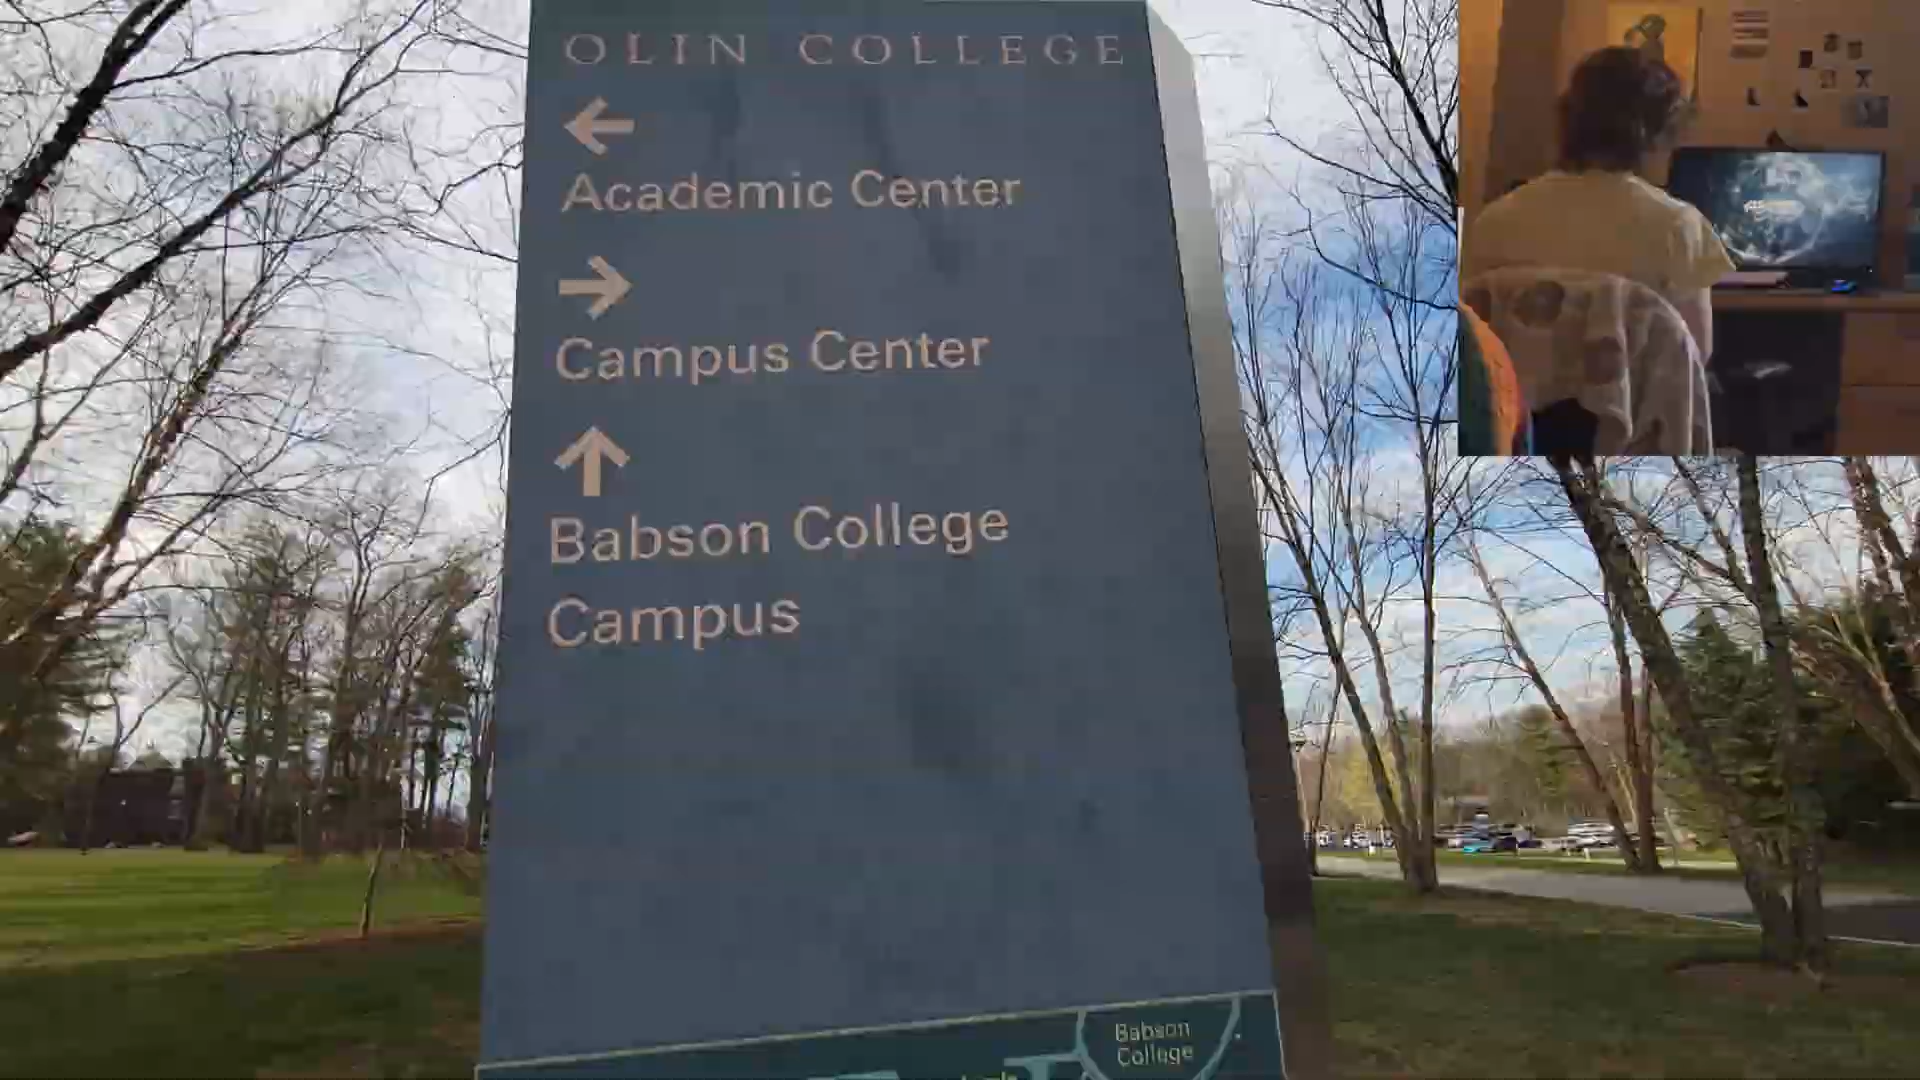 OLIN COLLEGE
←
Academic Center
→
Campus Center
↑
Babson College
Campus
Babson
College